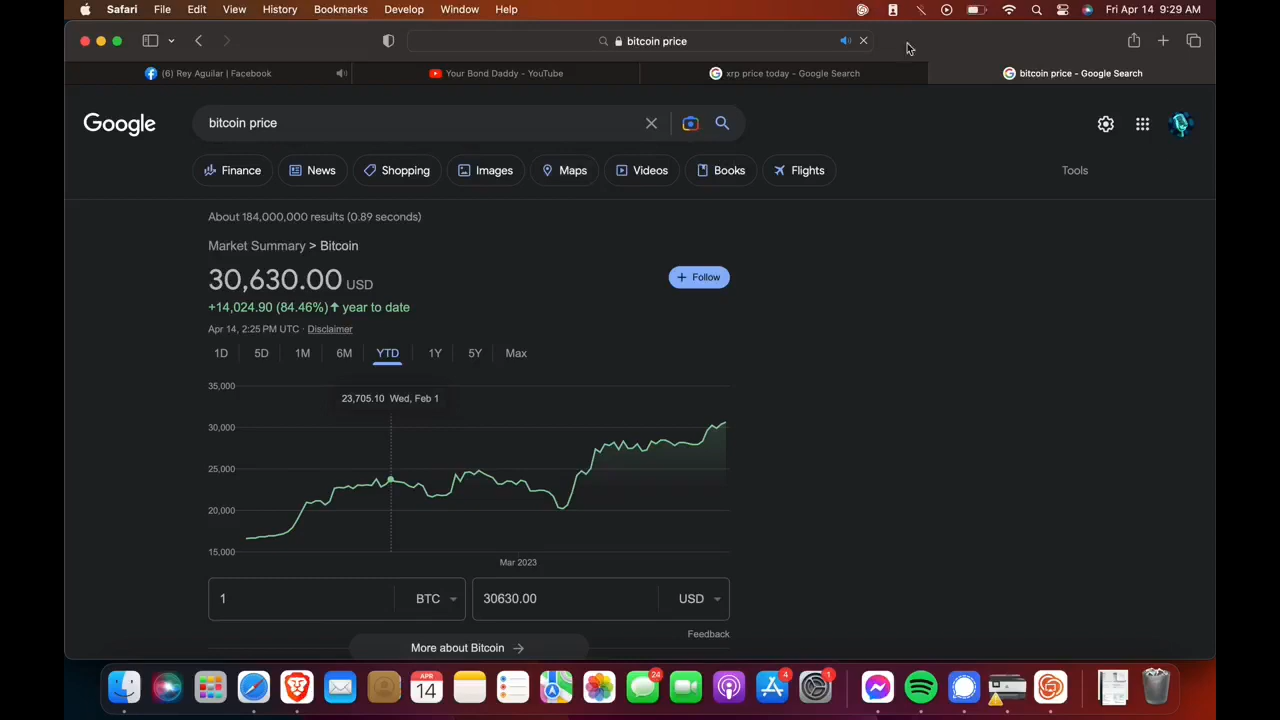 Safari File Edit View History Bookmarks Develop Window Help Fri Apr 14 9:29 AM
bitcoin price
(6) Rey Aguilar | Facebook
Your Bond Daddy - YouTube
xrp price today - Google Search
bitcoin price - Google Search
Google
bitcoin price
Finance
News
Shopping
Images
Maps
Videos
Books
Flights
Tools
About 184,000,000 results (0.89 seconds)
Market Summary > Bitcoin
30,630.00 USD
+ Follow
+14,024.90 (84.46%)↑ year to date
Apr 14, 2:25 PM UTC · Disclaimer
1D 5D 1M 6M YTD 1Y 5Y Max
35,000
23,705.10 Wed, Feb 1
30,000
25,000
20,000
15,000
Mar 2023
1 BTC
30630.00 USD
Feedback
More about Bitcoin →
APR
14
24
4
1